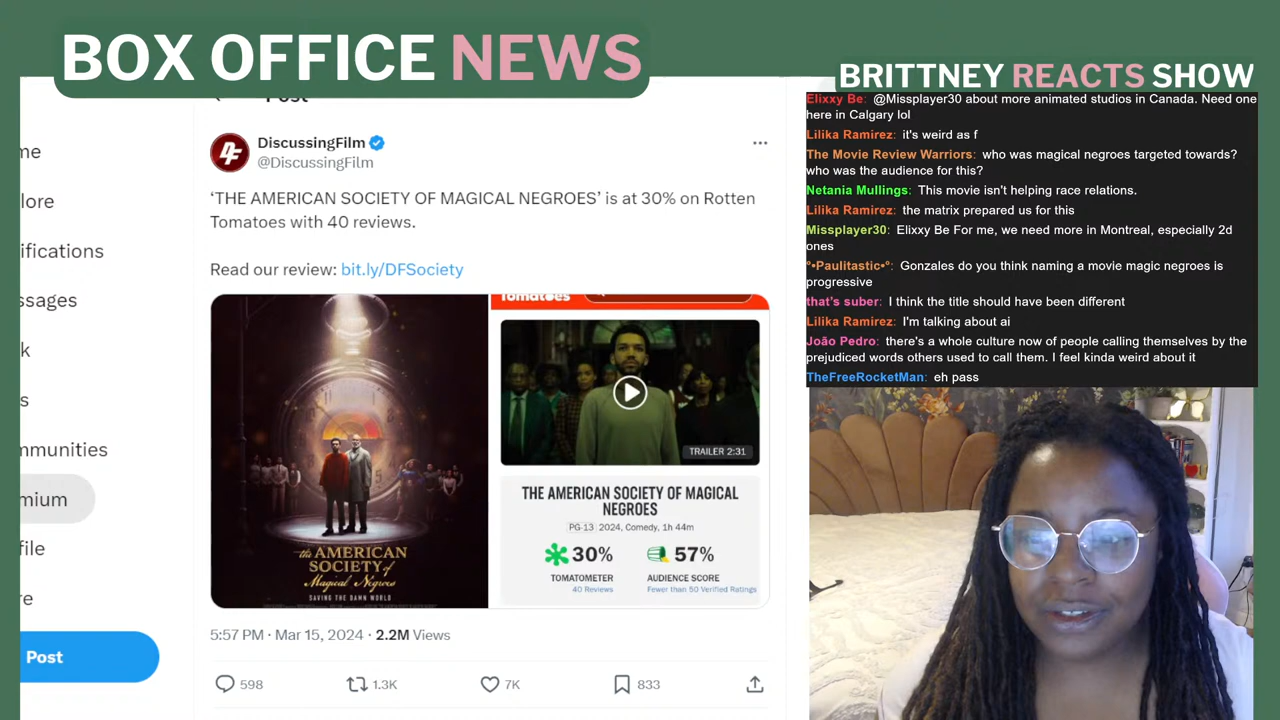 BOX OFFICE NEWS
BRITTNEY REACTS SHOW
Post
me
lore
ifications
ssages
k
s
mmunities
mium
file
re
Post
DiscussingFilm
@DiscussingFilm
‘THE AMERICAN SOCIETY OF MAGICAL NEGROES’ is at 30% on Rotten
Tomatoes with 40 reviews.
Read our review: bit.ly/DFSociety
the AMERICAN
SOCIETY of
Magical Negroes
SAVING THE DAMN WORLD
Tomatoes
TRAILER 2:31
THE AMERICAN SOCIETY OF MAGICAL
NEGROES
PG-13 2024, Comedy, 1h 44m
30%
57%
TOMATOMETER
AUDIENCE SCORE
40 Reviews
Fewer than 50 Verified Ratings
5:57 PM · Mar 15, 2024 · 2.2M Views
598
1.3K
7K
833
Elixxy Be: @Missplayer30 about more animated studios in Canada. Need one
here in Calgary lol
Lilika Ramirez: it's weird as f
The Movie Review Warriors: who was magical negroes targeted towards?
who was the audience for this?
Netania Mullings: This movie isn't helping race relations.
Lilika Ramirez: the matrix prepared us for this
Missplayer30: Elixxy Be For me, we need more in Montreal, especially 2d
ones
°•Paulitastic•°: Gonzales do you think naming a movie magic negroes is
progressive
that's suber: I think the title should have been different
Lilika Ramirez: I'm talking about ai
João Pedro: there's a whole culture now of people calling themselves by the
prejudiced words others used to call them. I feel kinda weird about it
TheFreeRocketMan: eh pass